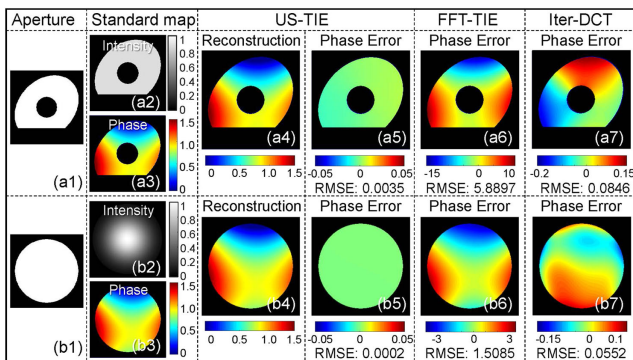 Aperture
Standard map
US-TIE
FFT-TIE
Iter-DCT
Intensity
1
0.8
0.6
0.4
0.2
0
(a2)
Reconstruction
Phase Error
Phase Error
Phase Error
(a1)
Phase
1.5
1
0.5
0
(a3)
(a4)
(a5)
(a6)
(a7)
0 0.5 1.0 1.5
-0.05 0 0.05
-15 0 10
-0.2 0 0.15
RMSE: 0.0035
RMSE: 5.8897
RMSE: 0.0846
Intensity
1
0.8
0.6
0.4
0.2
0
(b2)
Reconstruction
Phase Error
Phase Error
Phase Error
(b1)
Phase
1.5
1
0.5
0
(b3)
(b4)
(b5)
(b6)
(b7)
0 0.5 1.0 1.5
-0.05 0 0.05
-3 0 3
-0.15 0 0.1
RMSE: 0.0002
RMSE: 1.5085
RMSE: 0.0552